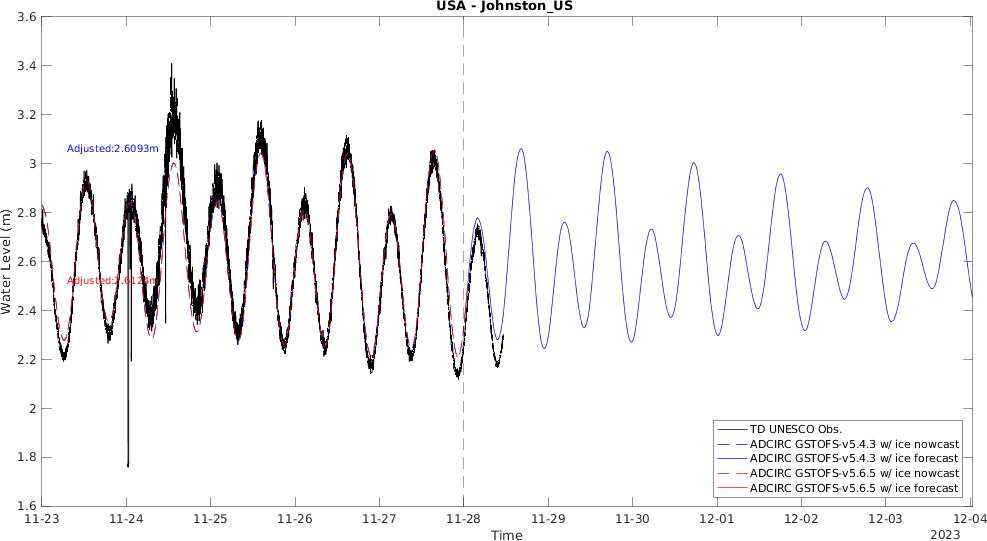 USA - Johnston_US
3.6
3.4
3.2
3
2.8
2.6
2.4
2.2
2
1.8
1.6
Water Level (m)
Adjusted:2.6093m
Adjusted:2.6124m
TD UNESCO Obs.
ADCIRC GSTOFS-v5.4.3 w/ ice nowcast
ADCIRC GSTOFS-v5.4.3 w/ ice forecast
ADCIRC GSTOFS-v5.6.5 w/ ice nowcast
ADCIRC GSTOFS-v5.6.5 w/ ice forecast
11-23 11-24 11-25 11-26 11-27 11-28 11-29 11-30 12-01 12-02 12-03 12-04
Time
2023